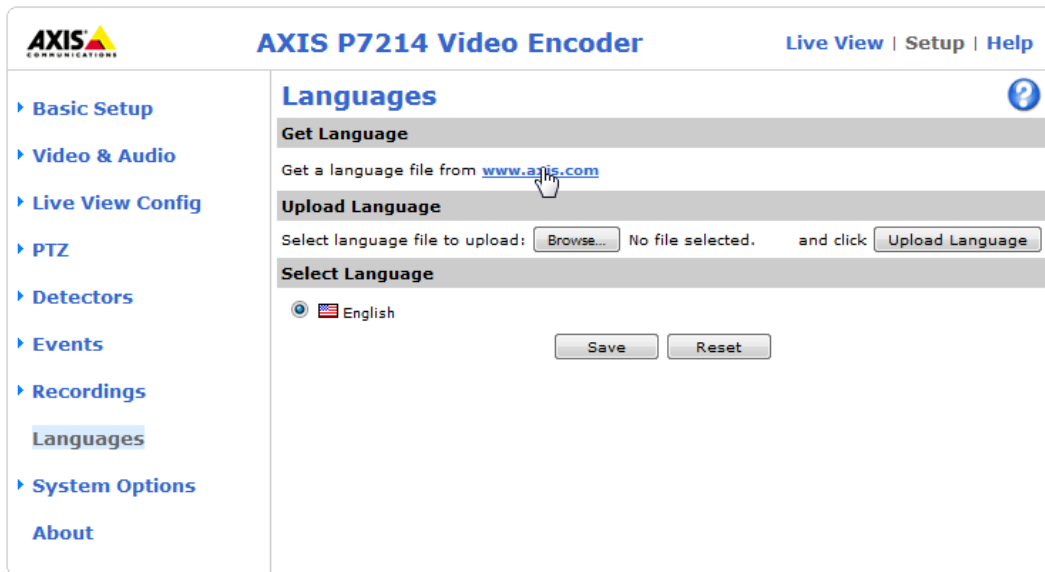 AXIS COMMUNICATIONS
AXIS P7214 Video Encoder
Live View | Setup | Help
Basic Setup
Video & Audio
Live View Config
PTZ
Detectors
Events
Recordings
Languages
System Options
About
Languages
Get Language
Get a language file from www.axis.com
Upload Language
Select language file to upload: Browse... No file selected. and click Upload Language
Select Language
English
Save Reset